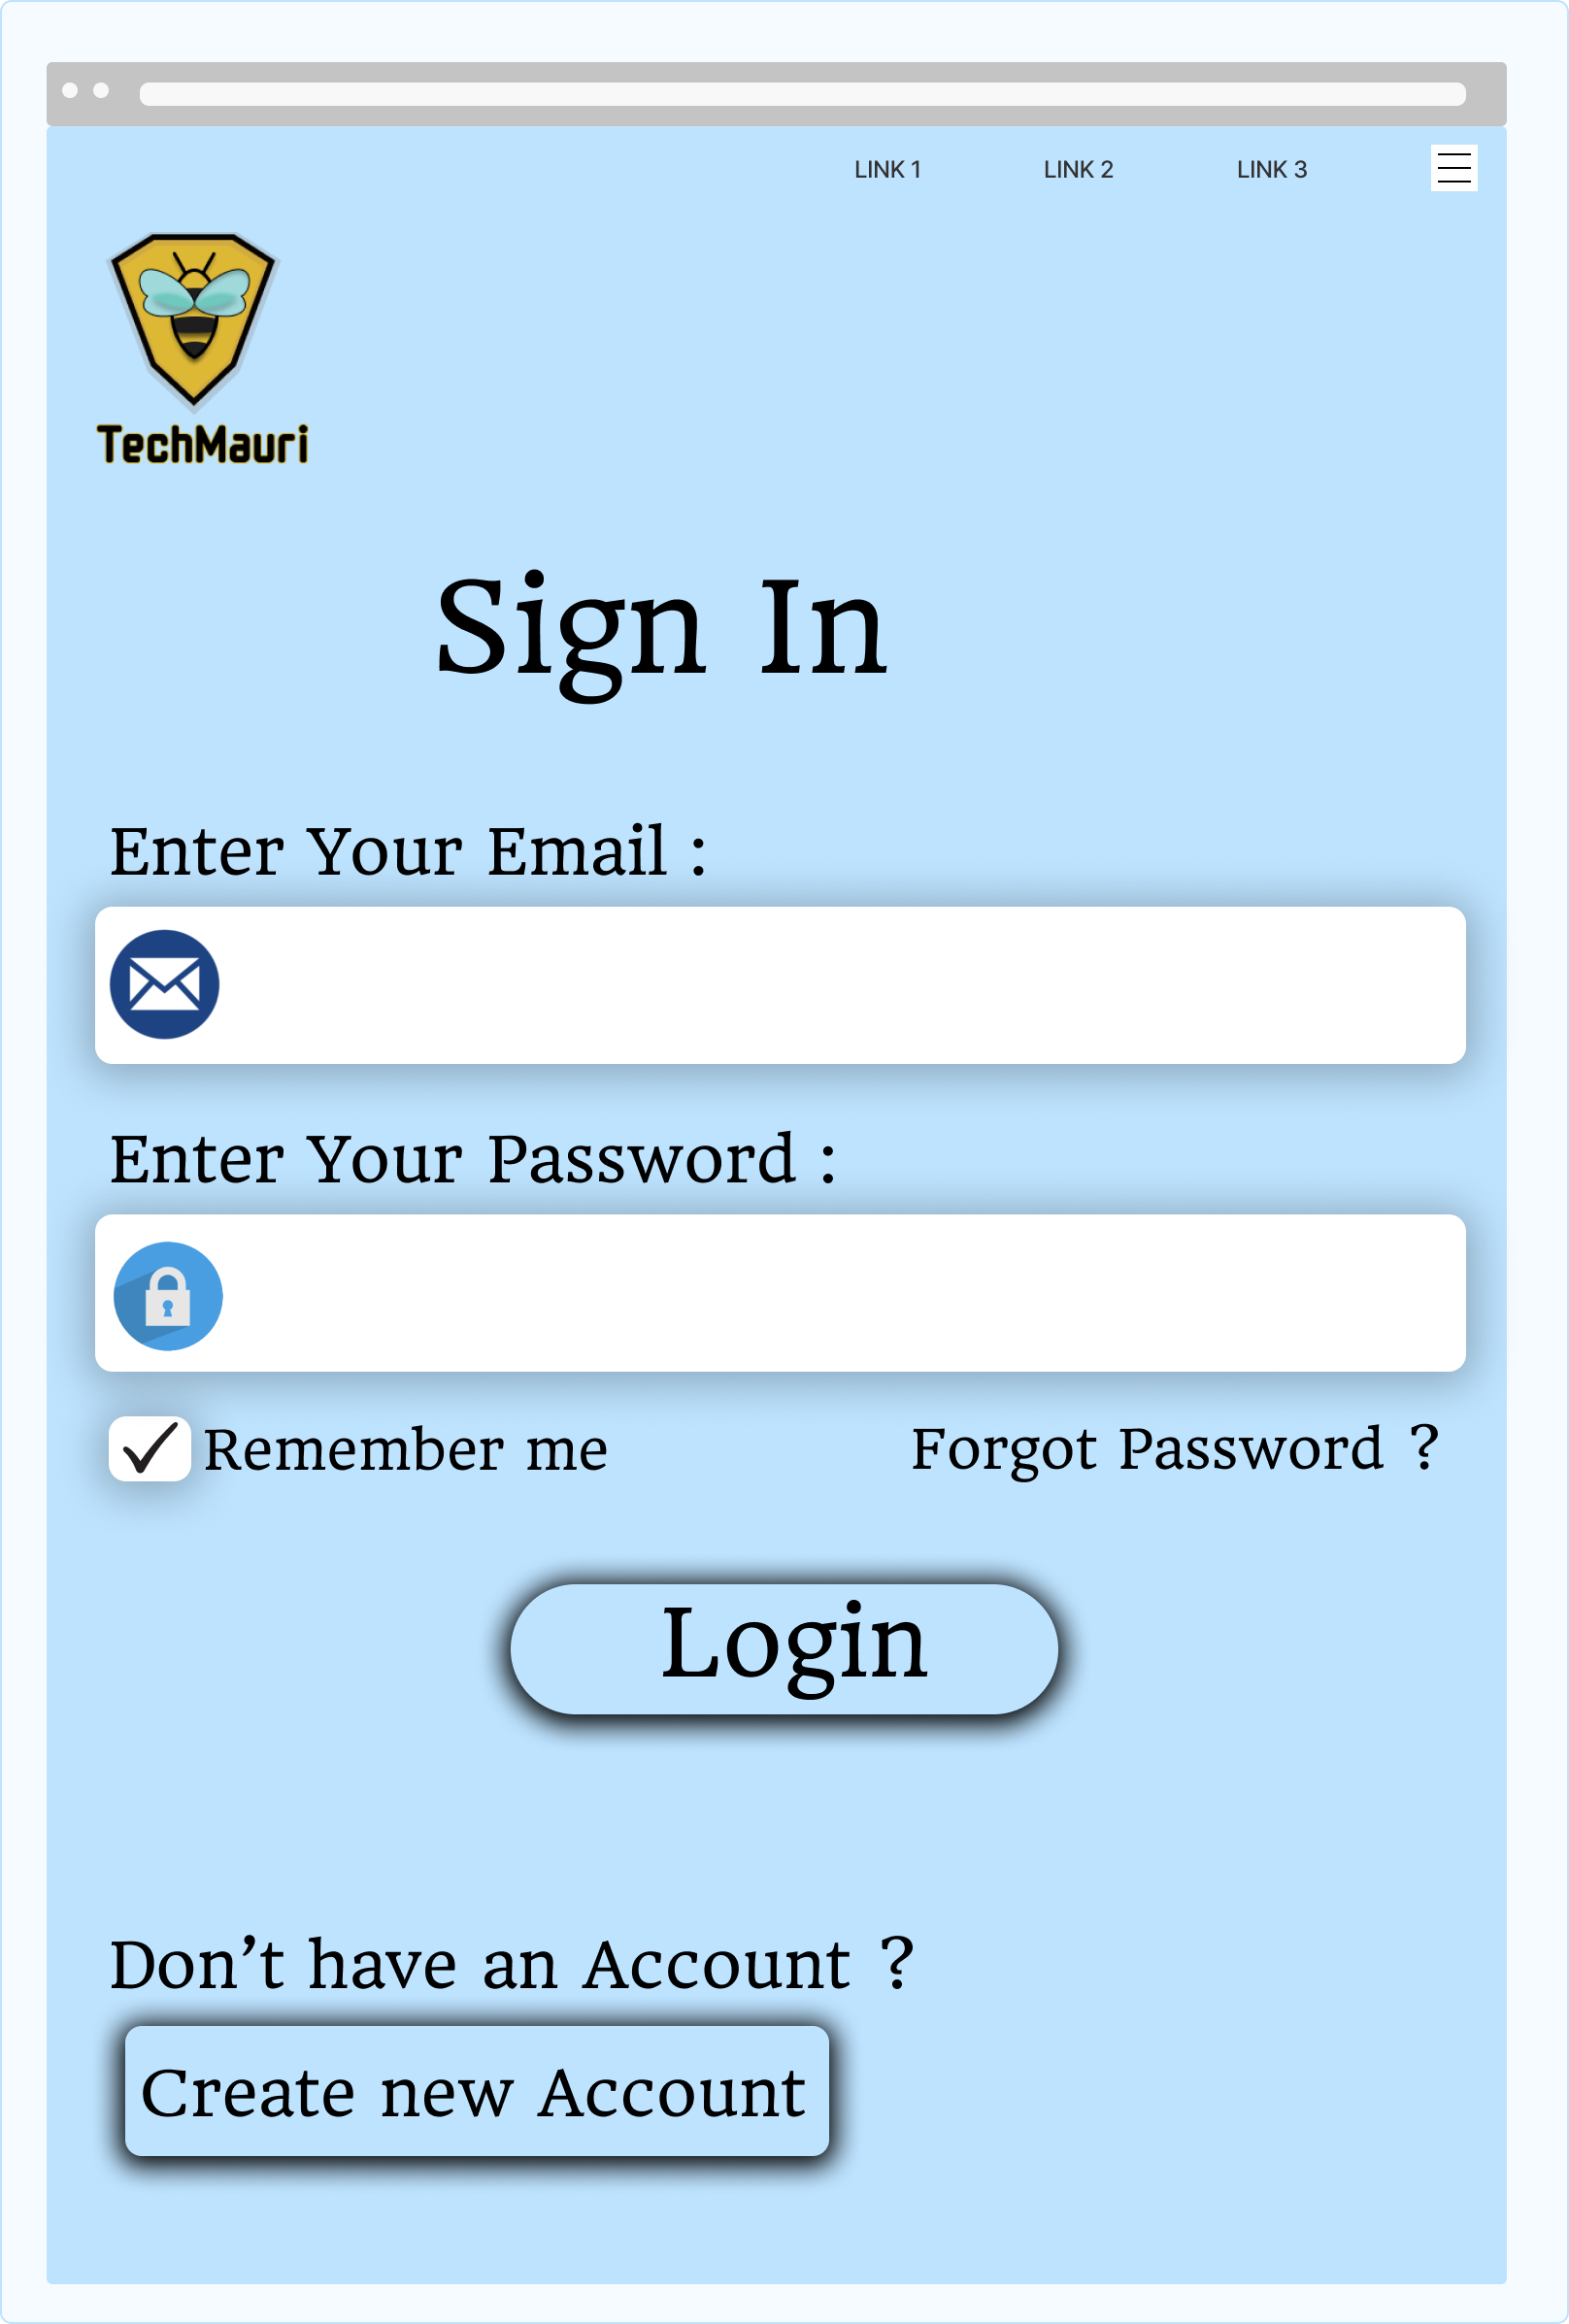 LINK 1 LINK 2 LINK 3
TechMauri
Sign In
Enter Your Email :
Enter Your Password :
Remember me Forgot Password ?
Login
Don’t have an Account ?
Create new Account